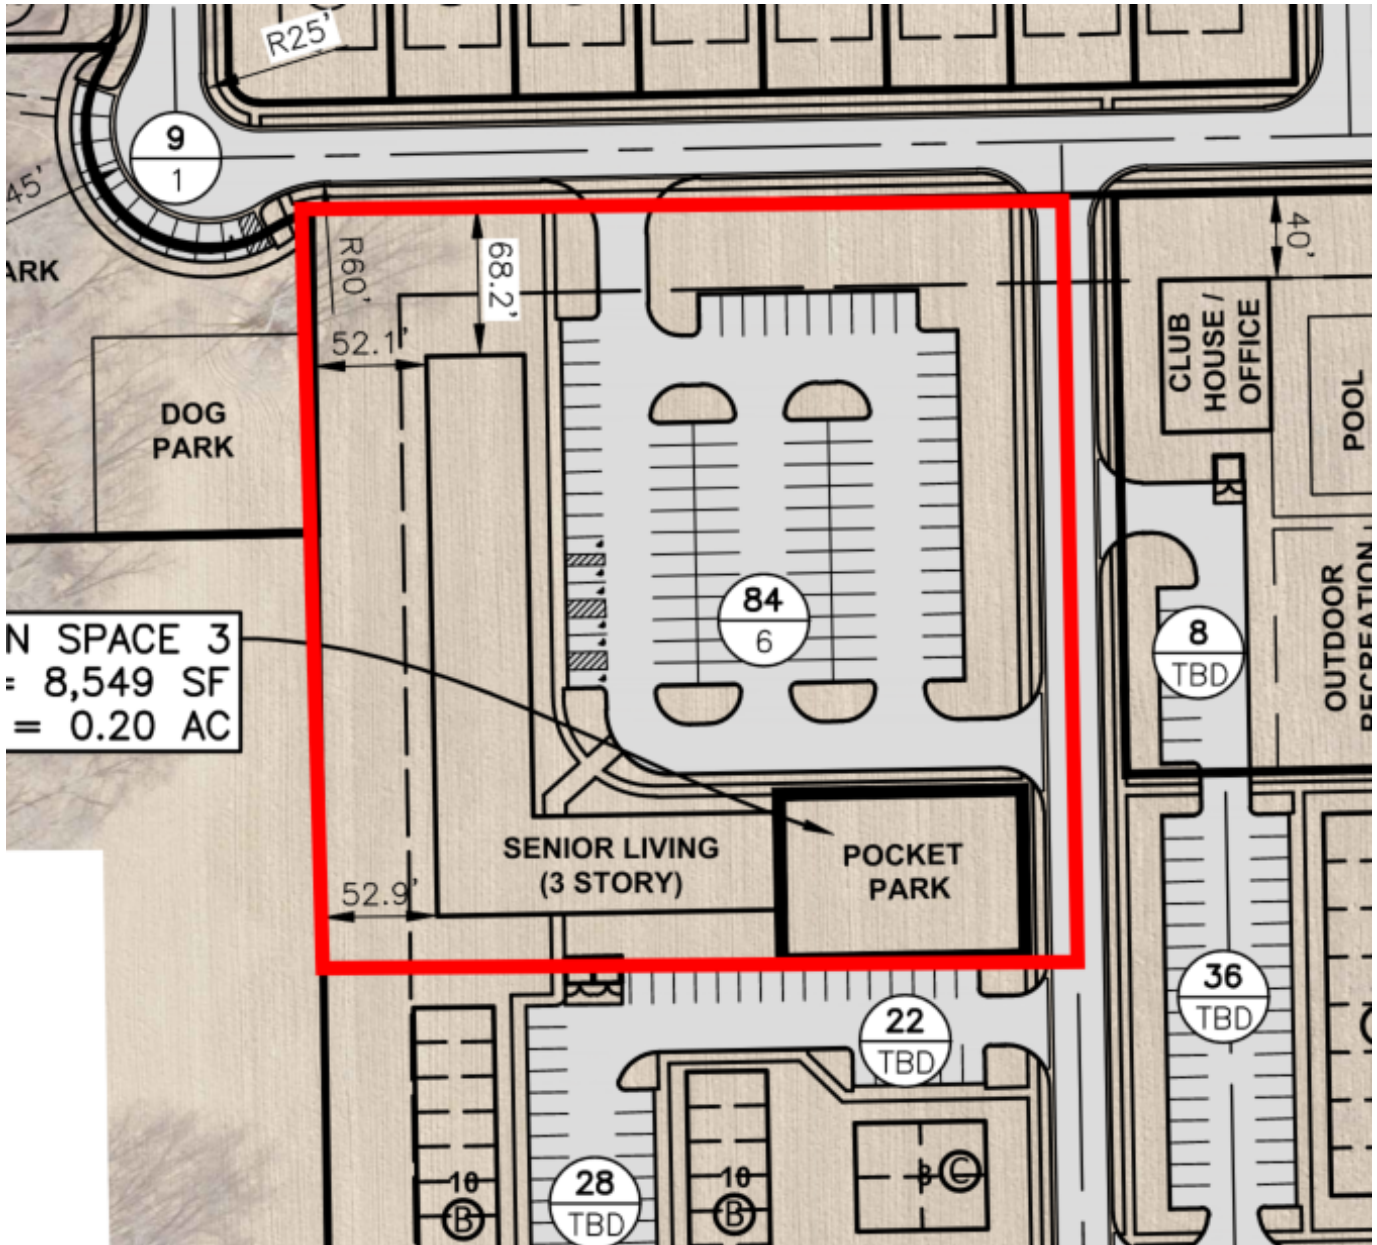 R25'
9
1
45'
ARK
R60'
68.2'
40'
52.1'
CLUB
HOUSE /
OFFICE
POOL
DOG
PARK
84
6
N SPACE 3
= 8,549 SF
= 0.20 AC
8
TBD
OUTDOOR
RECREATION
SENIOR LIVING
(3 STORY)
POCKET
PARK
52.9'
36
TBD
22
TBD
28
TBD
10
B
10
B
8
C